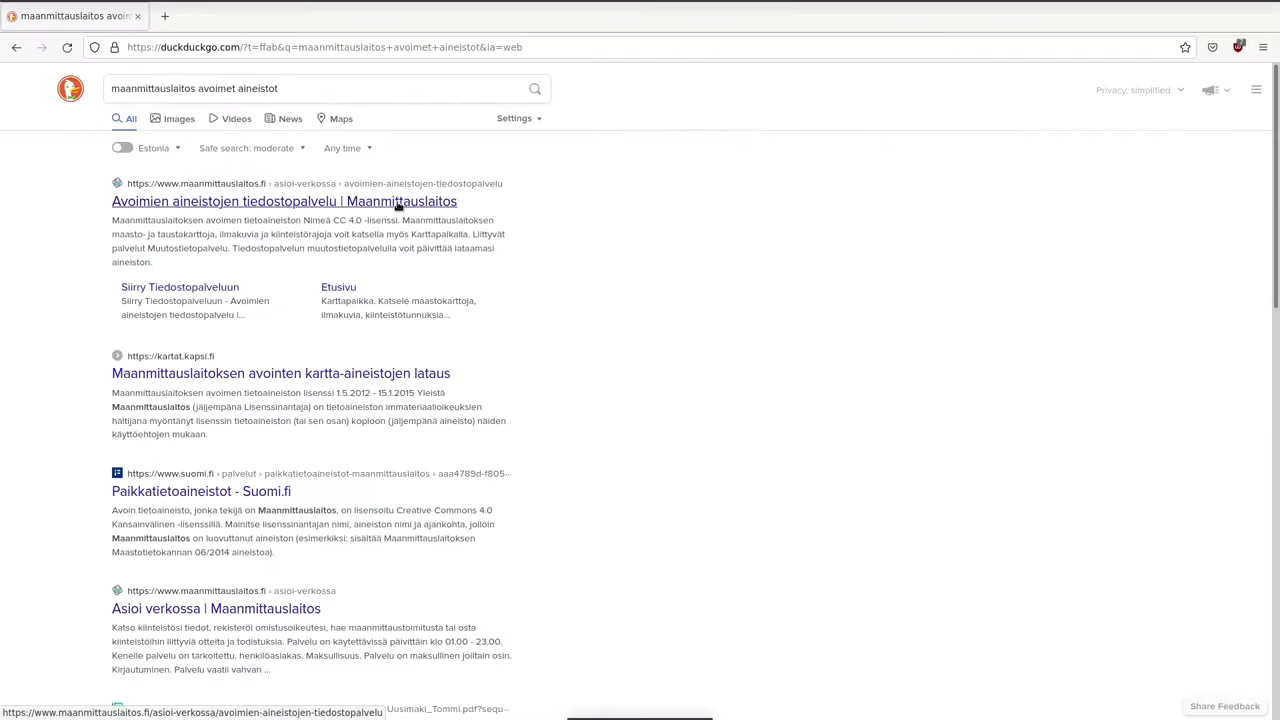 maanmittauslaitos avoim
https://duckduckgo.com/?t=ffab&q=maanmittauslaitos+avoimet+aineistot&ia=web
maanmittauslaitos avoimet aineistot
Privacy, simplified.
All
Images
Videos
News
Maps
Settings
Estonia
Safe search: moderate
Any time
https://www.maanmittauslaitos.fi › asioi-verkossa › avoimien-aineistojen-tiedostopalvelu
Avoimien aineistojen tiedostopalvelu | Maanmittauslaitos
Maanmittauslaitoksen avoimen tietoaineiston Nimeä CC 4.0 -lisenssi. Maanmittauslaitoksen
maasto- ja taustakarttoja, ilmakuvia ja kiinteistörajoja voit katsella myös Karttapaikalla. Liittyvät
palvelut Muutostietopalvelu. Tiedostopalvelun muutostietopalvelulla voit päivittää lataamasi
aineiston.
Siirry Tiedostopalveluun
Siirry Tiedostopalveluun - Avoimien
aineistojen tiedostopalvelu |...
Etusivu
Karttapaikka. Katsele maastokarttoja,
ilmakuvia, kiinteistötunnuksia...
https://kartat.kapsi.fi
Maanmittauslaitoksen avointen kartta-aineistojen lataus
Maanmittauslaitoksen avoimen tietoaineiston lisenssi 1.5.2012 - 15.1.2015 Yleistä
Maanmittauslaitos (jäljempänä Lisenssinantaja) on tietoaineiston immateriaalioikeuksien
haltijana myöntänyt lisenssin tietoaineiston (tai sen osan) kopioon (jäljempänä aineisto) näiden
käyttöehtojen mukaan.
https://www.suomi.fi › palvelut › paikkatietoaineistot-maanmittauslaitos › aaa4789d-f805-···
Paikkatietoaineistot - Suomi.fi
Avoin tietoaineisto, jonka tekijä on Maanmittauslaitos, on lisensoitu Creative Commons 4.0
Kansainvälinen -lisenssillä. Mainitse lisenssinantajan nimi, aineiston nimi ja ajankohta, jolloin
Maanmittauslaitos on luovuttanut aineiston (esimerkiksi: sisältää Maanmittauslaitoksen
Maastotietokannan 06/2014 aineistoa).
https://www.maanmittauslaitos.fi › asioi-verkossa
Asioi verkossa | Maanmittauslaitos
Katso kiinteistösi tiedot, rekisteröi omistusoikeutesi, hae maanmittaustoimitusta tai osta
kiinteistöihin liittyviä otteita ja todistuksia. Palvelu on käytettävissä päivittäin klo 01.00 - 23.00.
Kenelle palvelu on tarkoitettu. henkilöasiakas. Maksullisuus. Palvelu on maksullinen joiltain osin.
Kirjautuminen. Palvelu vaatii vahvan ...
Uusimaki_Tommi.pdf?sequ···
https://www.maanmittauslaitos.fi/asioi-verkossa/avoimien-aineistojen-tiedostopalvelu
Share Feedback